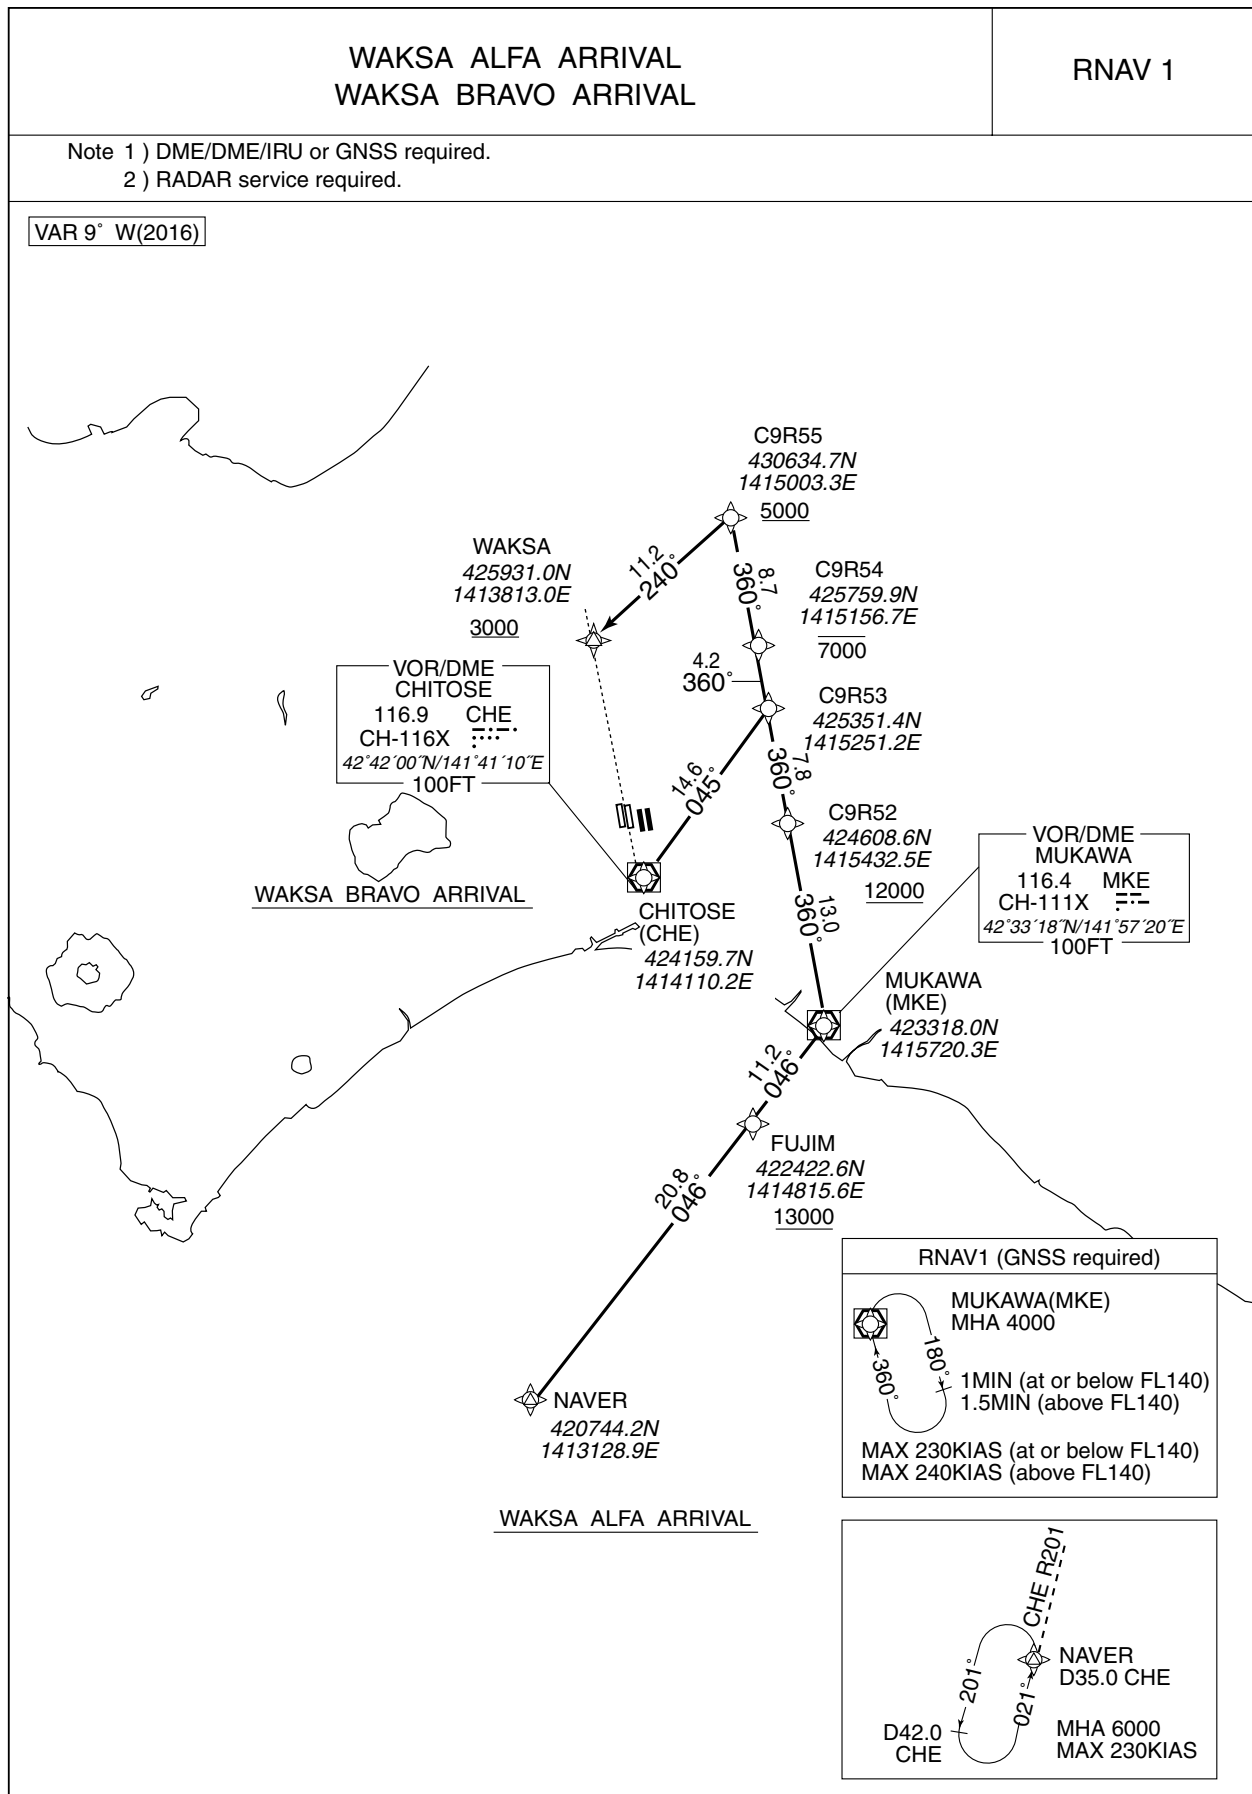 WAKSA ALFA ARRIVAL
WAKSA BRAVO ARRIVAL
RNAV 1
Note 1 ) DME/DME/IRU or GNSS required.
2 ) RADAR service required.
VAR 9° W(2016)
C9R55
430634.7N
1415003.3E
5000
WAKSA
425931.0N
1413813.0E
3000
11.2
240°
8.7
360°
C9R54
425759.9N
1415156.7E
7000
4.2
360°
VOR/DME
CHITOSE
116.9 CHE
CH-116X
42°42′00″N/141°41′10″E
100FT
C9R53
425351.4N
1415251.2E
14.6
045°
7.8
360°
C9R52
424608.6N
1415432.5E
12000
VOR/DME
MUKAWA
116.4 MKE
CH-111X
42°33′18″N/141°57′20″E
100FT
WAKSA BRAVO ARRIVAL
CHITOSE
(CHE)
424159.7N
1414110.2E
13.0
360°
MUKAWA
(MKE)
423318.0N
1415720.3E
11.2
046°
FUJIM
422422.6N
1414815.6E
13000
20.8
046°
NAVER
420744.2N
1413128.9E
WAKSA ALFA ARRIVAL
RNAV1 (GNSS required)
MUKAWA(MKE)
MHA 4000
360°
180°
1MIN (at or below FL140)
1.5MIN (above FL140)
MAX 230KIAS (at or below FL140)
MAX 240KIAS (above FL140)
CHE R201
NAVER
D35.0 CHE
201°
021°
D42.0
CHE
MHA 6000
MAX 230KIAS